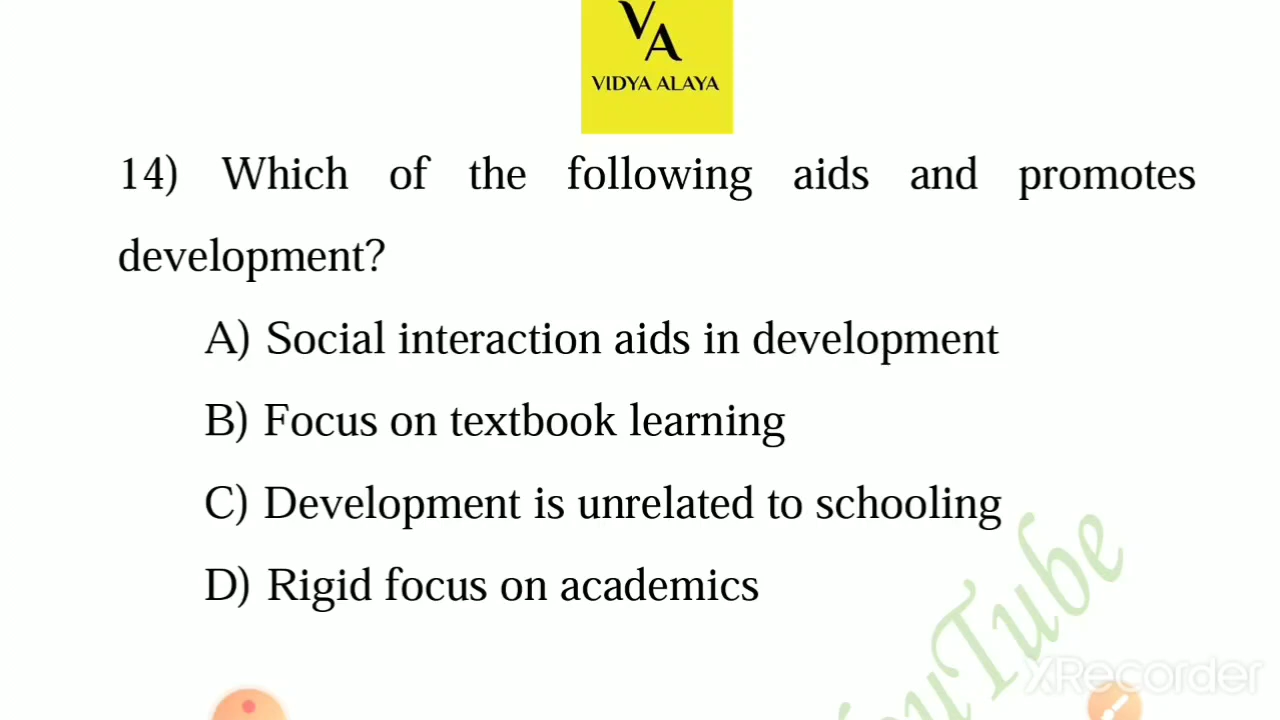 VA
VIDYA ALAYA
14) Which of the following aids and promotes
development?
A) Social interaction aids in development
B) Focus on textbook learning
C) Development is unrelated to schooling
D) Rigid focus on academics
YouTube
XRecorder